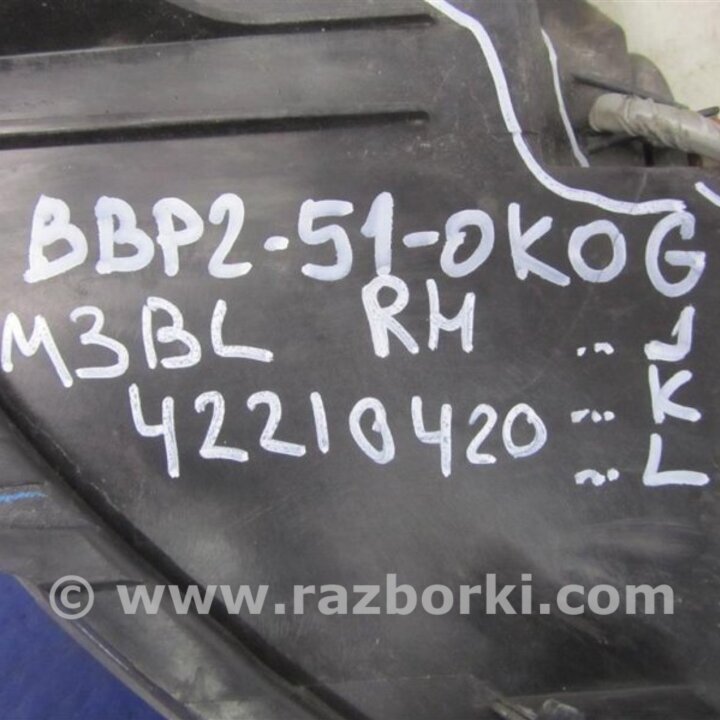 BBP2-51-0K0G
M3BL RH .. J
42210420 ... K
... L
© www.razborki.com